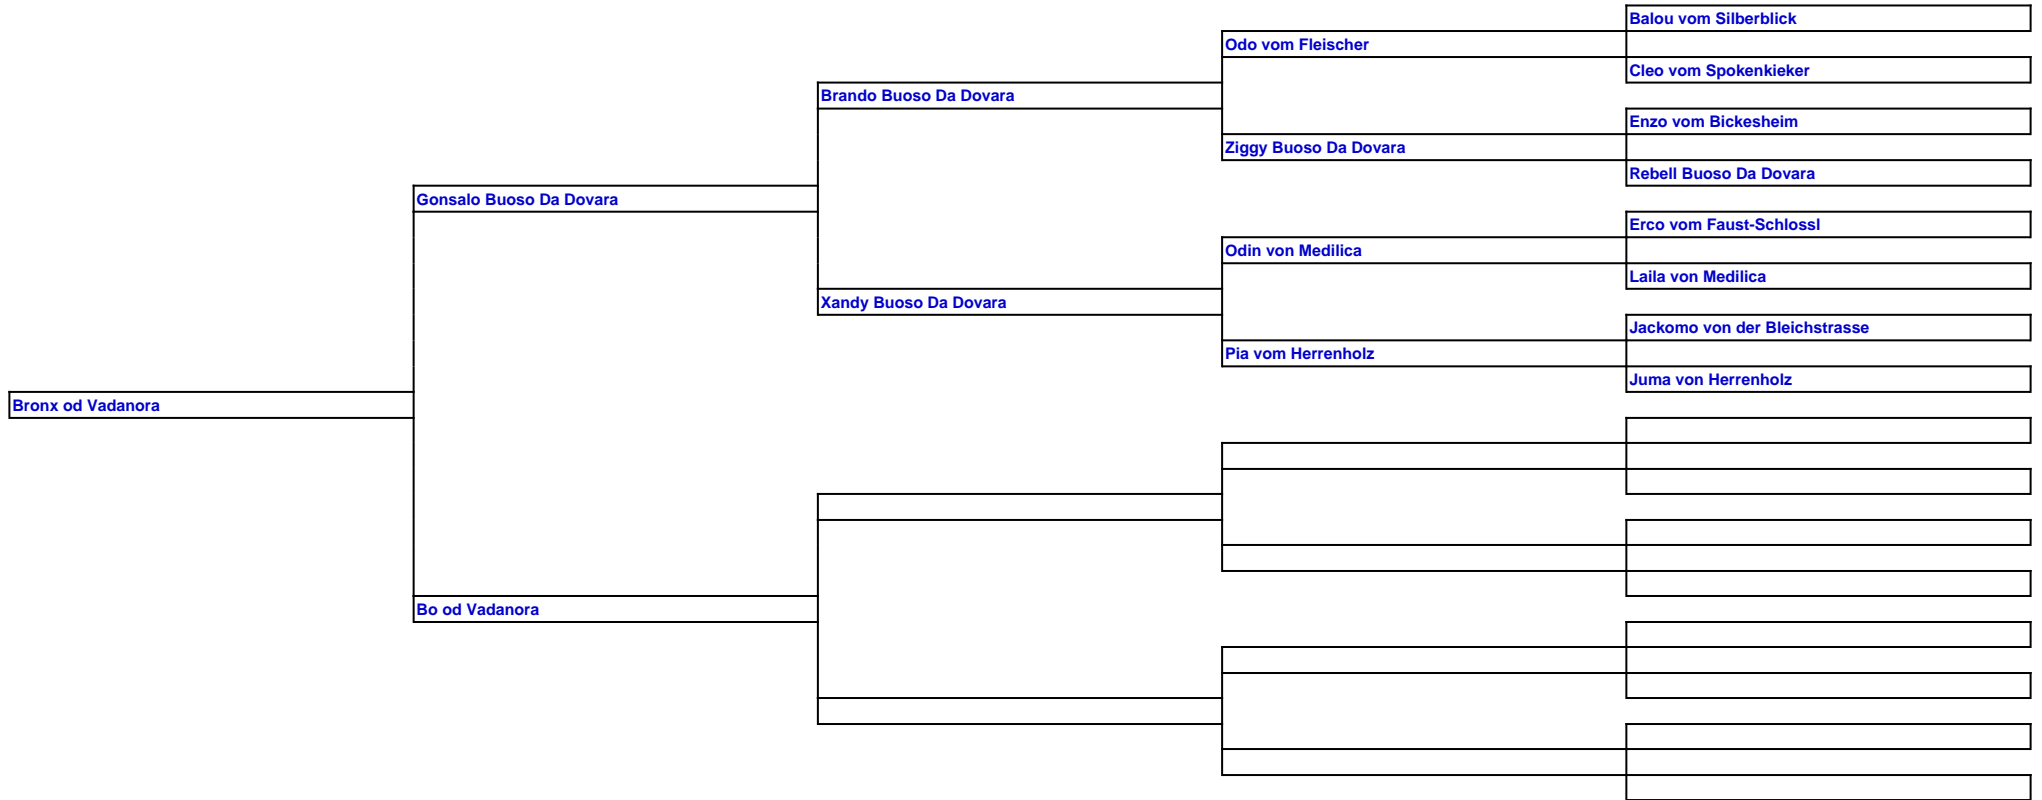 Balou vom Silberblick
Odo vom Fleischer
Cleo vom Spokenkieker
Brando Buoso Da Dovara
Enzo vom Bickesheim
Ziggy Buoso Da Dovara
Rebell Buoso Da Dovara
Gonsalo Buoso Da Dovara
Erco vom Faust-Schlossl
Odin von Medilica
Laila von Medilica
Xandy Buoso Da Dovara
Jackomo von der Bleichstrasse
Pia vom Herrenholz
Juma von Herrenholz
Bronx od Vadanora
Bo od Vadanora